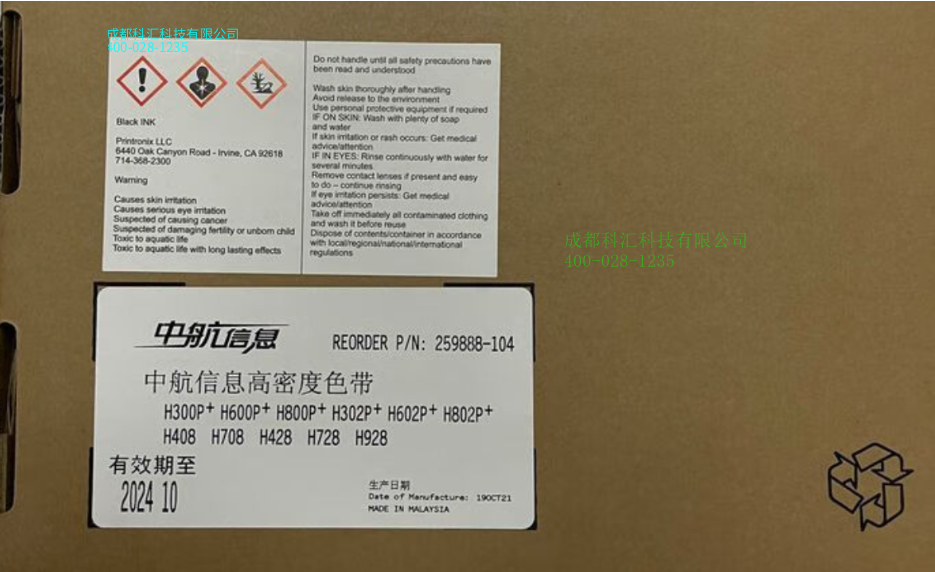 成都科汇科技有限公司
400-028-1235
Black INK
Printronix LLC
6440 Oak Canyon Road - Irvine, CA 92618
714-368-2300
Warning
Causes skin irritation
Causes serious eye irritation
Suspected of causing cancer
Suspected of damaging fertility or unborn child
Toxic to aquatic life
Toxic to aquatic life with long lasting effects
Do not handle until all safety precautions have
been read and understood
Wash skin thoroughly after handling
Avoid release to the environment
Use personal protective equipment if required
IF ON SKIN: Wash with plenty of soap
and water
If skin irritation or rash occurs: Get medical
advice/attention
IF IN EYES: Rinse continuously with water for
several minutes
Remove contact lenses if present and easy
to do – continue rinsing
If eye irritation persists: Get medical
advice/attention
Take off immediately all contaminated clothing
and wash it before reuse
Dispose of contents/container in accordance
with local/regional/national/international
regulations
成都科汇科技有限公司
400-028-1235
中航信息
REORDER P/N: 259888-104
中航信息高密度色带
H300P+ H600P+ H800P+ H302P+ H602P+ H802P+
H408 H708 H428 H728 H928
有效期至
2024 10
生产日期
Date of Manufacture: 19OCT21
MADE IN MALAYSIA